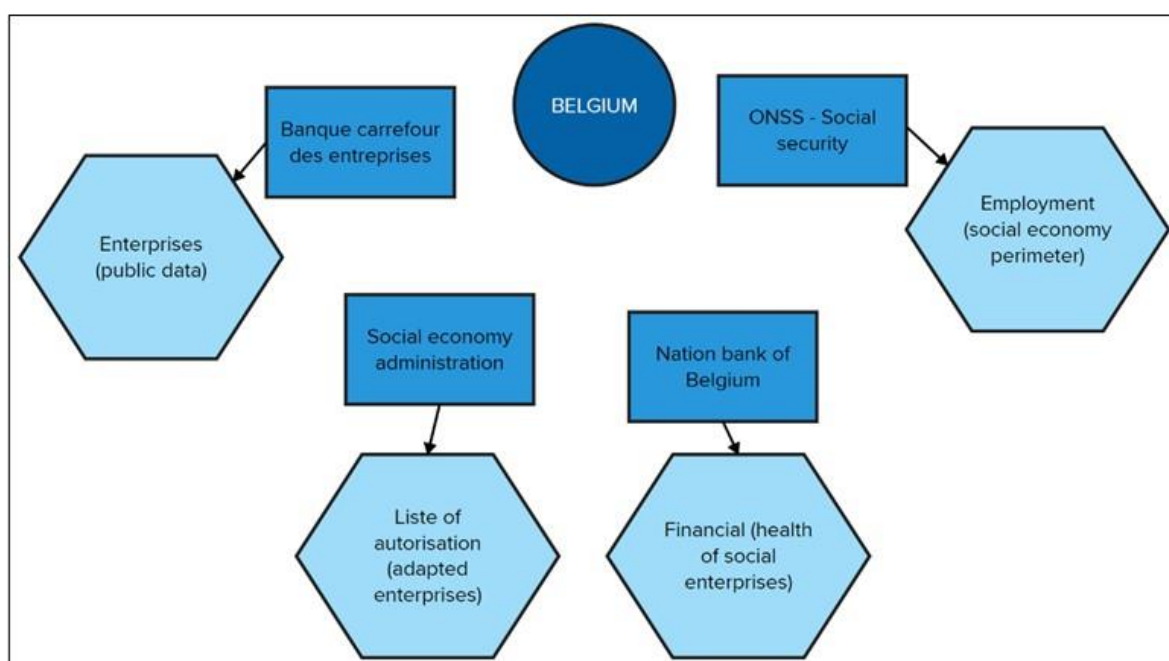 BELGIUM
Banque carrefour
des entreprises
ONSS - Social
security
Enterprises
(public data)
Employment
(social economy
perimeter)
Social economy
administration
Nation bank of
Belgium
Liste of
autorisation
(adapted
enterprises)
Financial (health
of social
enterprises)